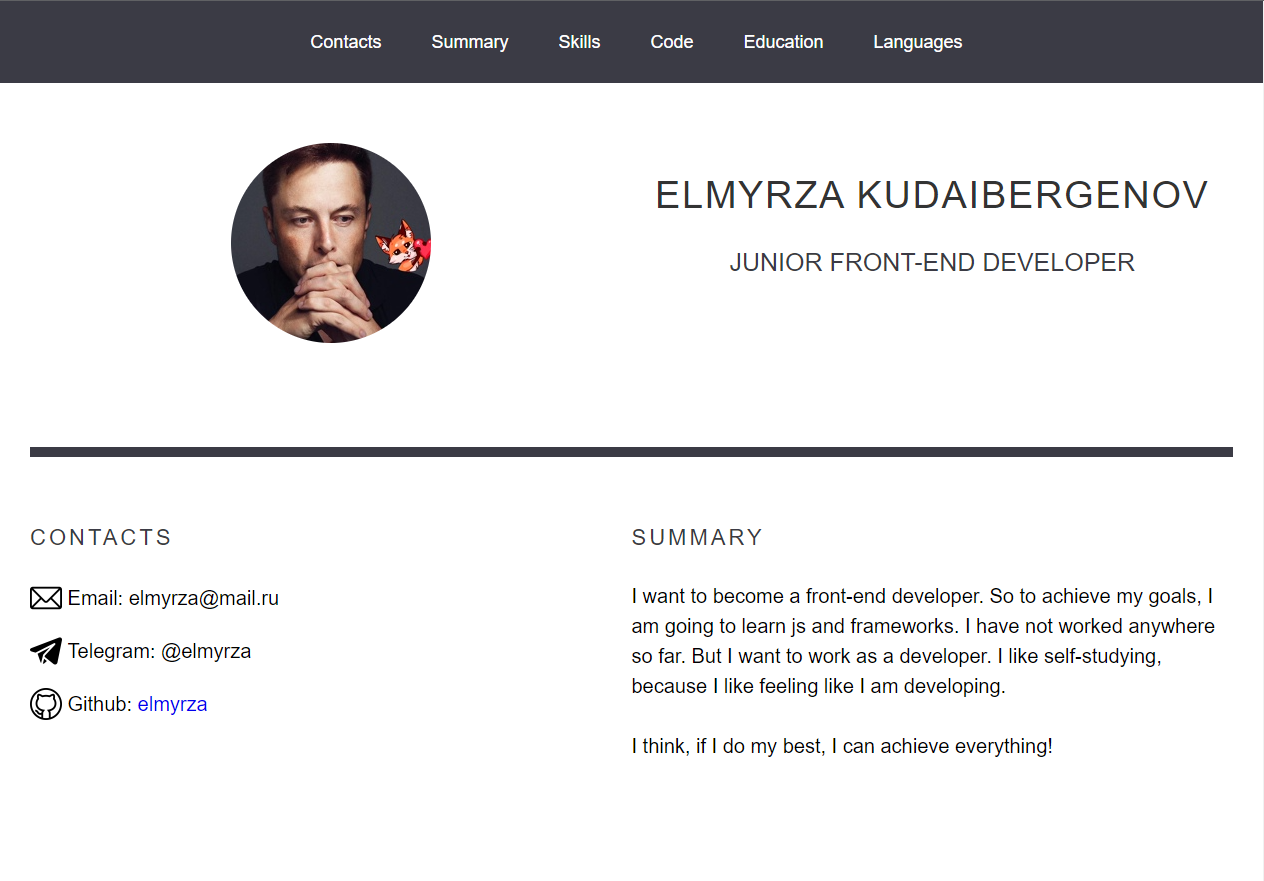 Contacts Summary Skills Code Education Languages
ELMYRZA KUDAIBERGENOV
JUNIOR FRONT-END DEVELOPER
CONTACTS
Email: elmyrza@mail.ru
Telegram: @elmyrza
Github: elmyrza
SUMMARY
I want to become a front-end developer. So to achieve my goals, I
am going to learn js and frameworks. I have not worked anywhere
so far. But I want to work as a developer. I like self-studying,
because I like feeling like I am developing.
I think, if I do my best, I can achieve everything!